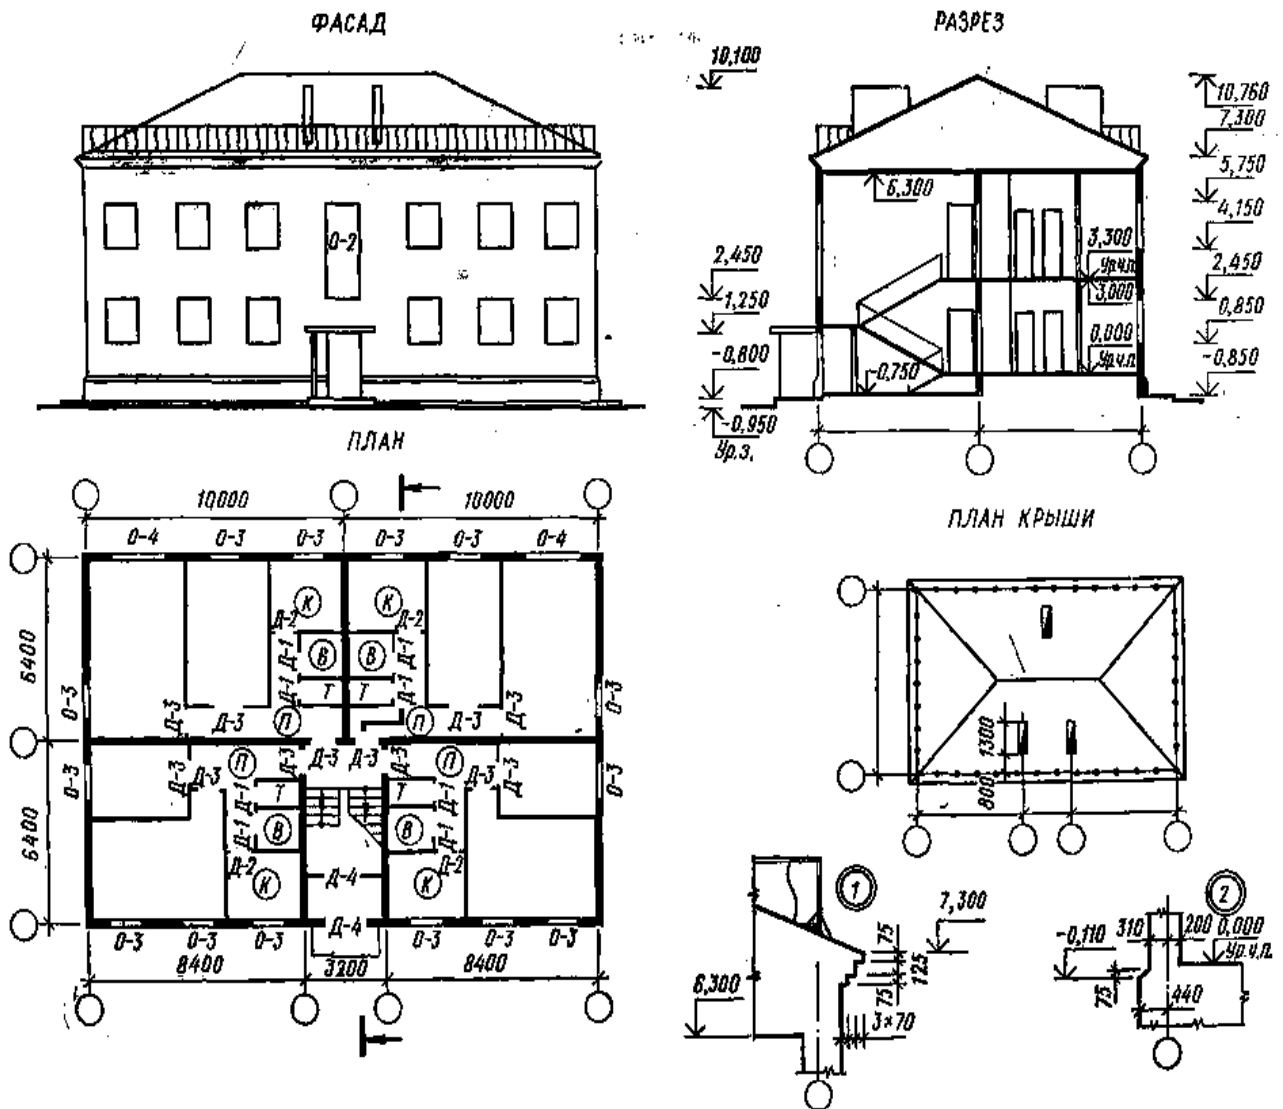 ФАСАД
РАЗРЕЗ
10,100
10,760
7,300
5,750
6,300
4,150
О-2
3,300
Ур.ч.п.
2,450
2,450
3,000
1,250
0,850
0,000
Ур.ч.п.
-0,800
-0,750
-0,850
-0,950
Ур.з.
ПЛАН
10000
10000
ПЛАН КРЫШИ
О-4 О-3 О-3 О-3 О-3 О-4
К К
Д-2 Д-2
Д-1 В В Д-1
6400
Д-1 Т Т Д-1
О-3 О-3
Д-3 Д-3 П П Д-3 Д-3
1300
800
Д-3 Д-3 Д-3 Д-3
О-3 П П О-3
Д-3 Д-3 Д-3 Д-3
Д-1 Т Т Д-1
6400
Д-1 В В Д-1
Д-2 К К Д-2
Д-4
Д-4
О-3 О-3 О-3 О-3 О-3 О-3
8400 3200 8400
1
7,300
75
125
75
6,300
3×70
2
310 200 0,000
Ур.ч.п.
-0,110
75
440